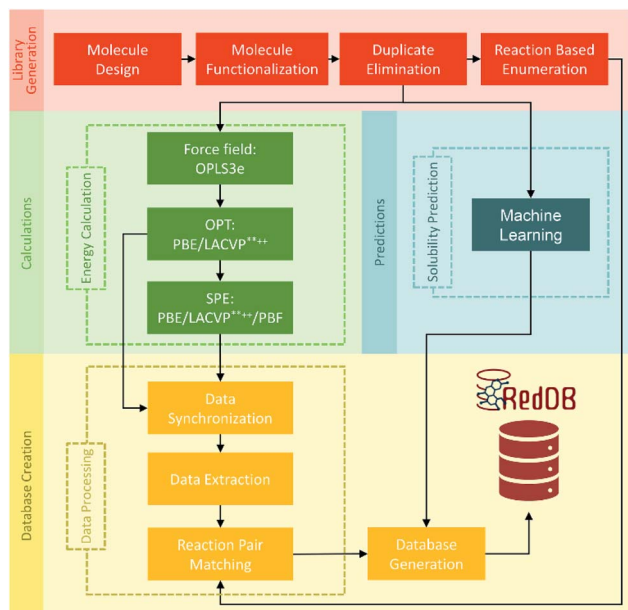 Library
Generation
Molecule
Design
Molecule
Functionalization
Duplicate
Elimination
Reaction Based
Enumeration
Calculations
Energy Calculation
Force field:
OPLS3e
OPT:
PBE/LACVP**++
SPE:
PBE/LACVP**++/PBF
Predictions
Solubility Prediction
Machine
Learning
Database Creation
Data Processing
Data
Synchronization
Data Extraction
Reaction Pair
Matching
Database
Generation
RedDB